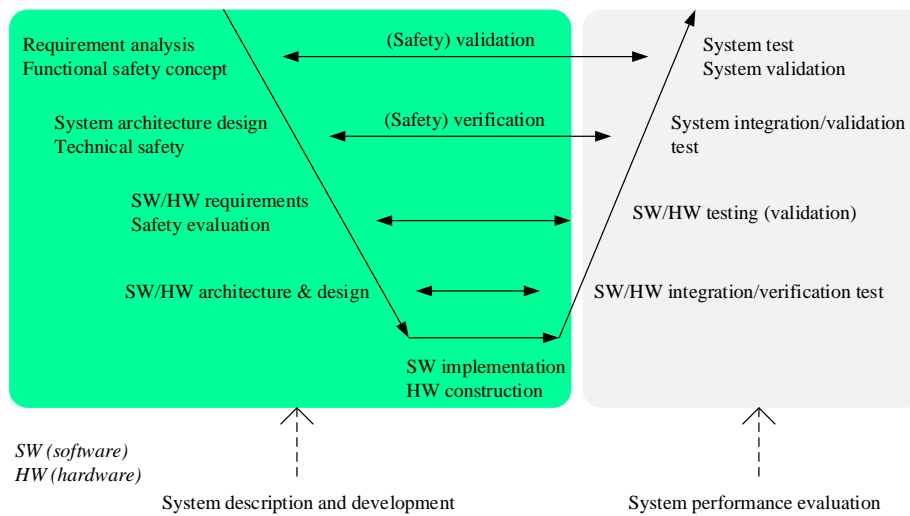 Requirement analysis
Functional safety concept
(Safety) validation
System test
System validation
System architecture design
Technical safety
(Safety) verification
System integration/validation
test
SW/HW requirements
Safety evaluation
SW/HW testing (validation)
SW/HW architecture & design
SW/HW integration/verification test
SW implementation
HW construction
SW (software)
HW (hardware)
System description and development
System performance evaluation